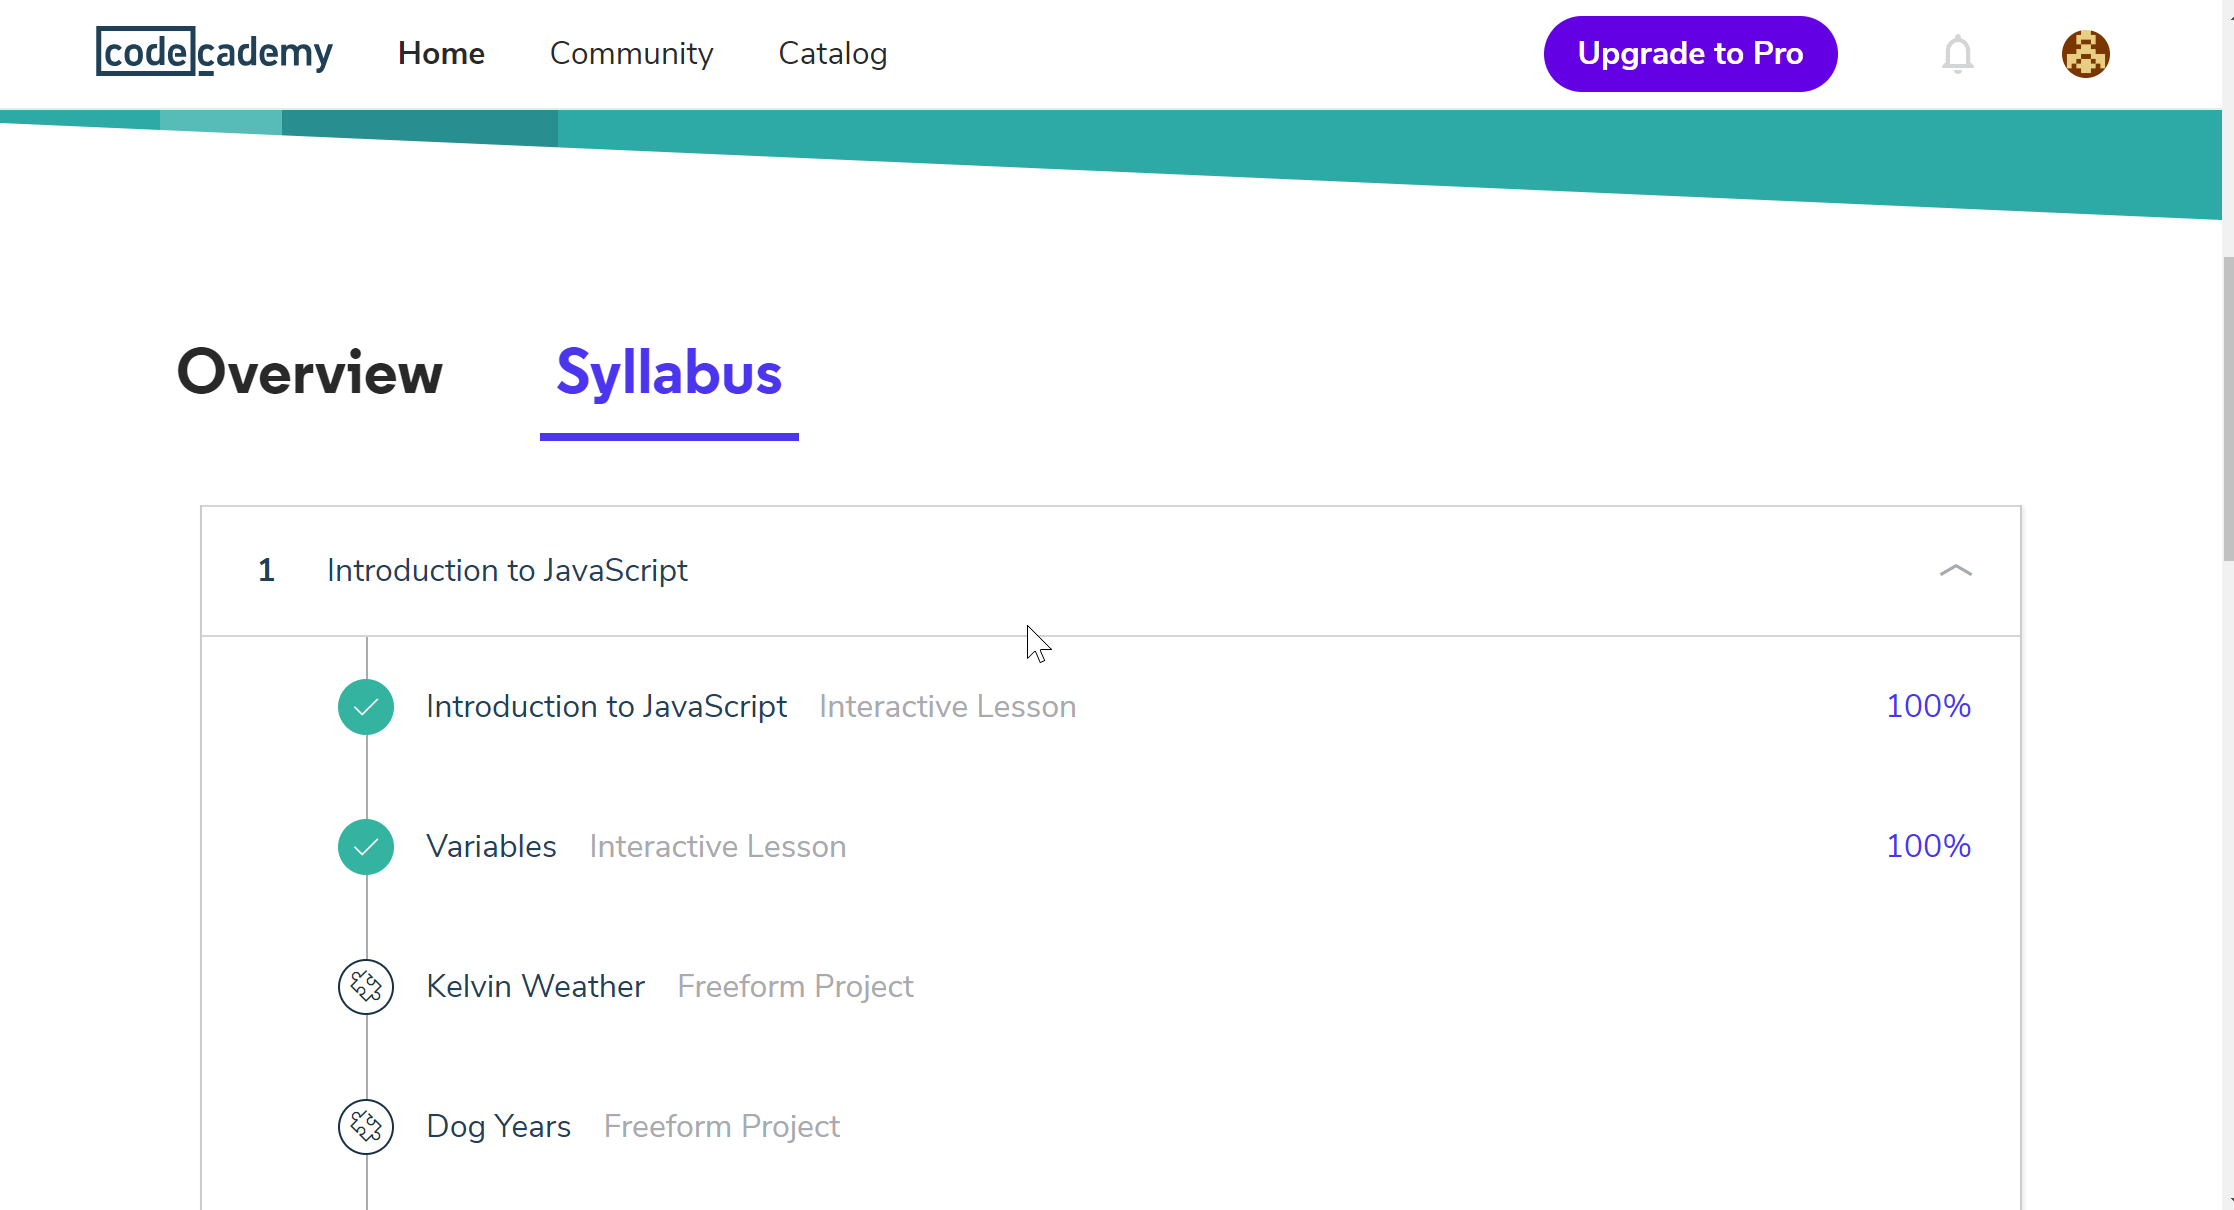 codecademy Home Community Catalog Upgrade to Pro
Overview Syllabus
1 Introduction to JavaScript
Introduction to JavaScript Interactive Lesson 100%
Variables Interactive Lesson 100%
Kelvin Weather Freeform Project
Dog Years Freeform Project